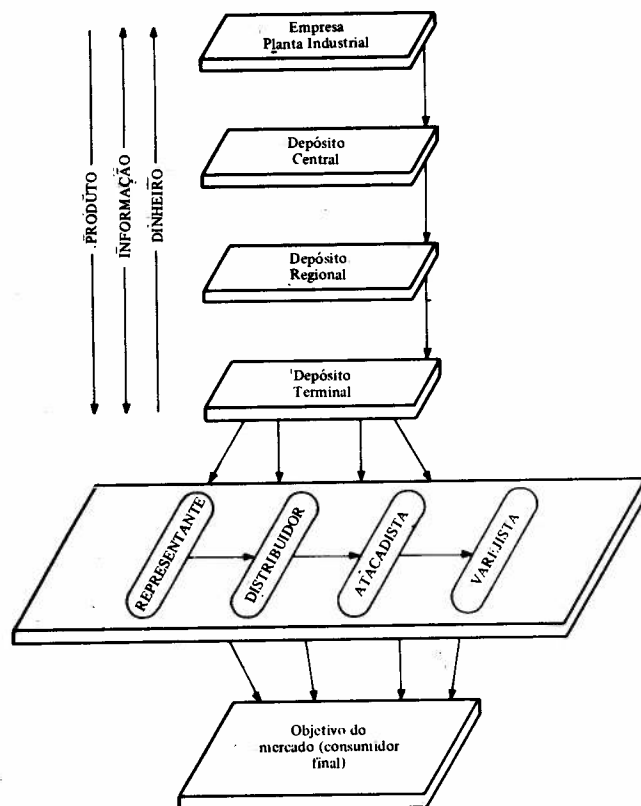 Empresa
Planta Industrial
Depósito
Central
PRODUTO
INFORMAÇÃO
DINHEIRO
Depósito
Regional
Depósito
Terminal
REPRESENTANTE
DISTRIBUIDOR
ATACADISTA
VAREJISTA
Objetivo do
mercado (consumidor
final)